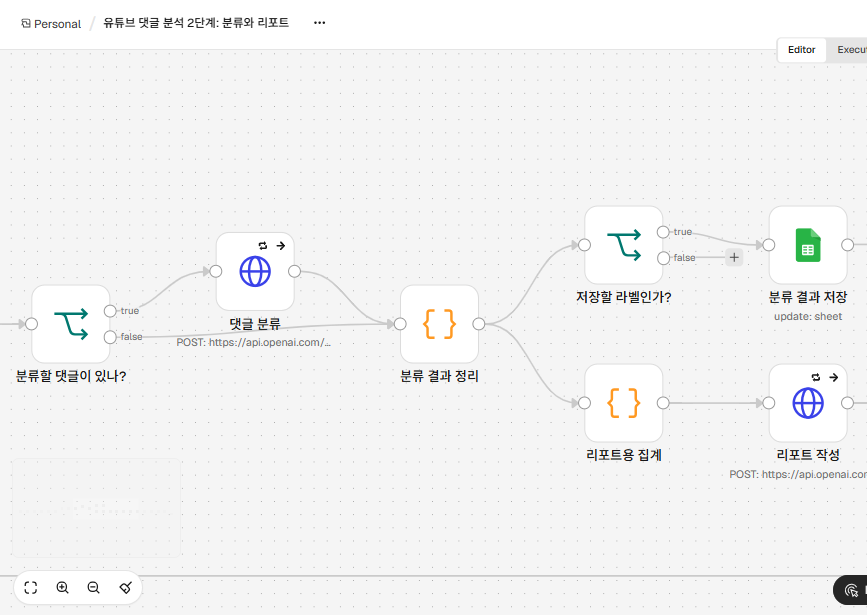 Personal / 유튜브 댓글 분석 2단계: 분류와 리포트 ···
Editor
true
false
분류할 댓글이 있나?
댓글 분류
POST: https://api.openai.com/...
분류 결과 정리
true
false
저장할 라벨인가?
분류 결과 저장
update: sheet
리포트용 집계
리포트 작성
POST: https://api.openai.com